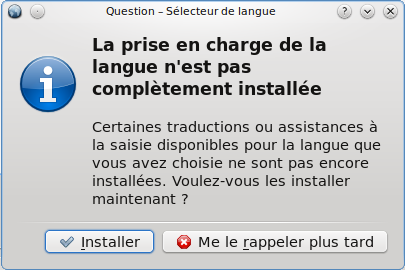 Question – Sélecteur de langue
La prise en charge de la
langue n'est pas
complètement installée
Certaines traductions ou assistances à
la saisie disponibles pour la langue que
vous avez choisie ne sont pas encore
installées. Voulez-vous les installer
maintenant ?
Installer
Me le rappeler plus tard